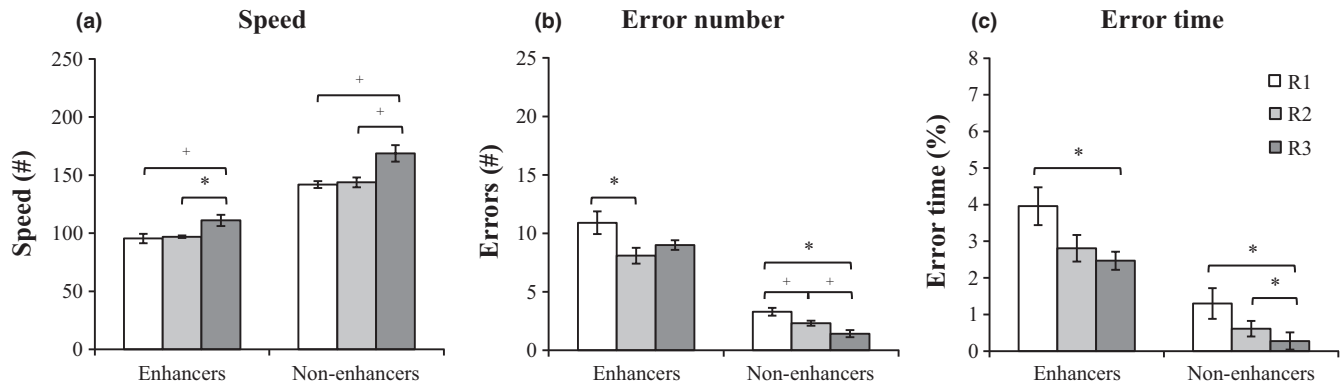 (a) Speed
Speed (#)
250
200
150
100
50
0
+
*
+
+
Enhancers Non-enhancers
(b) Error number
Errors (#)
25
20
15
10
5
0
*
*
+ +
Enhancers Non-enhancers
(c) Error time
Error time (%)
8
7
6
5
4
3
2
1
0
*
*
*
R1
R2
R3
Enhancers Non-enhancers